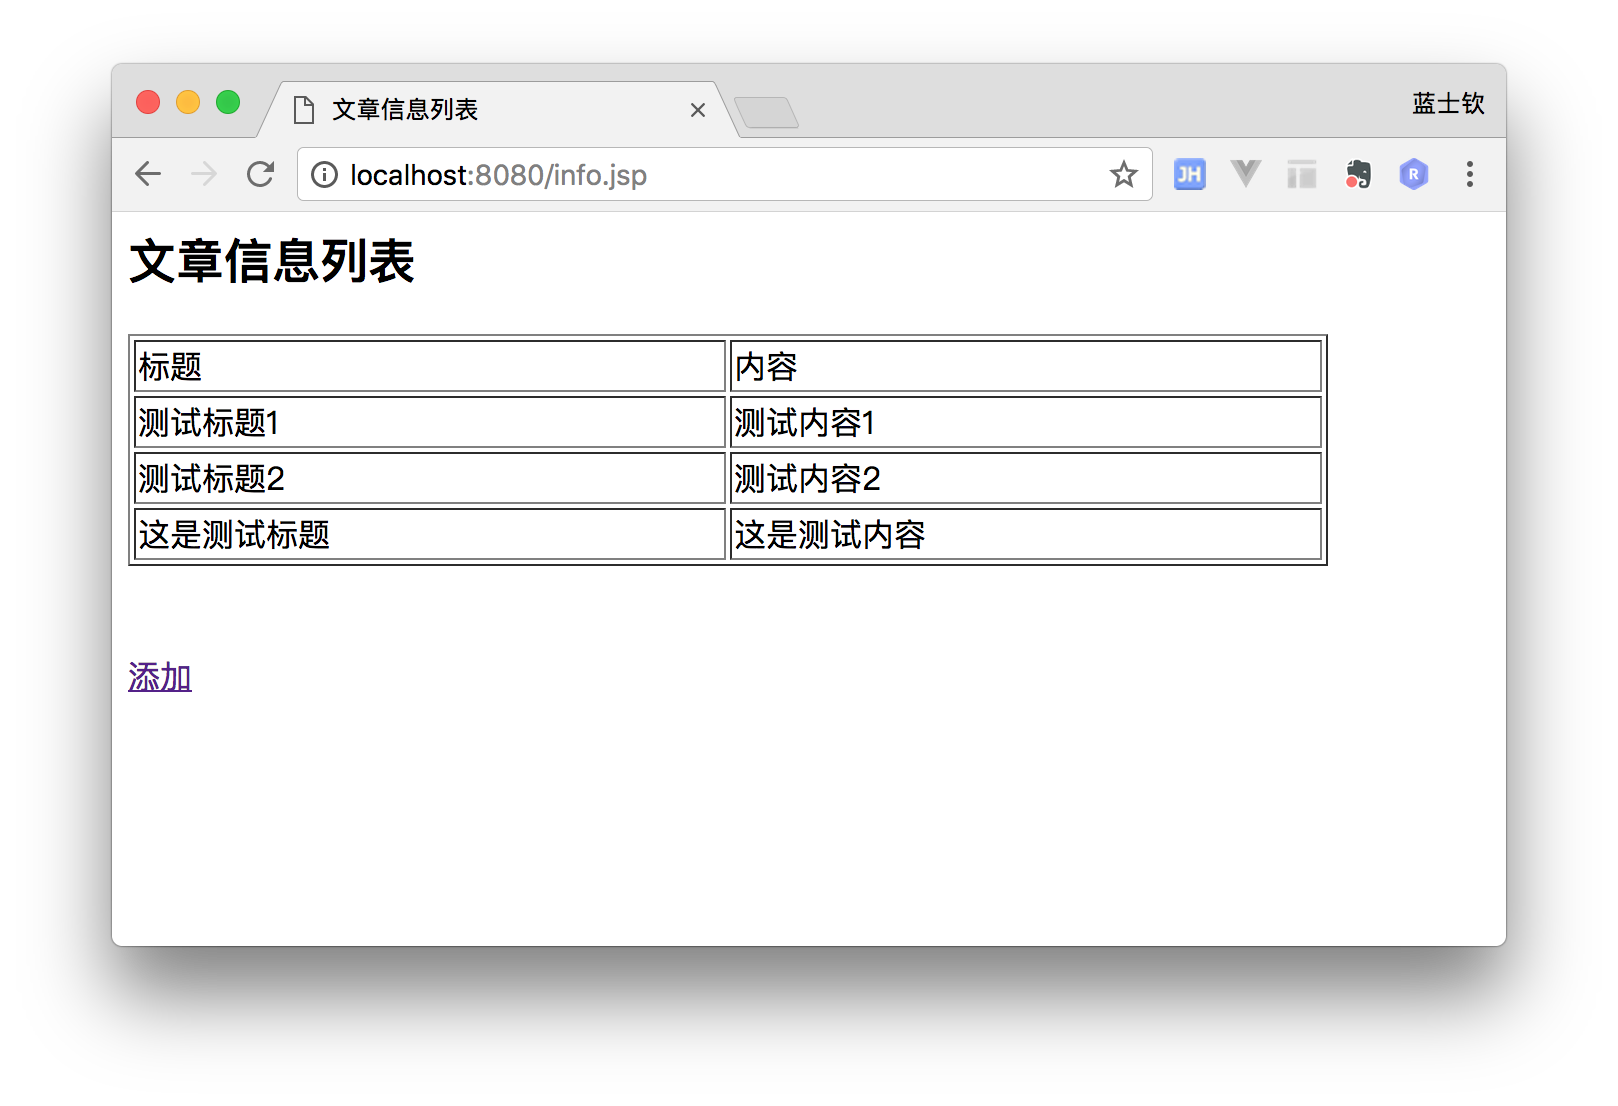 文章信息列表
蓝士钦
localhost:8080/info.jsp
JH
R
文章信息列表
标题 内容
测试标题1 测试内容1
测试标题2 测试内容2
这是测试标题 这是测试内容
添加